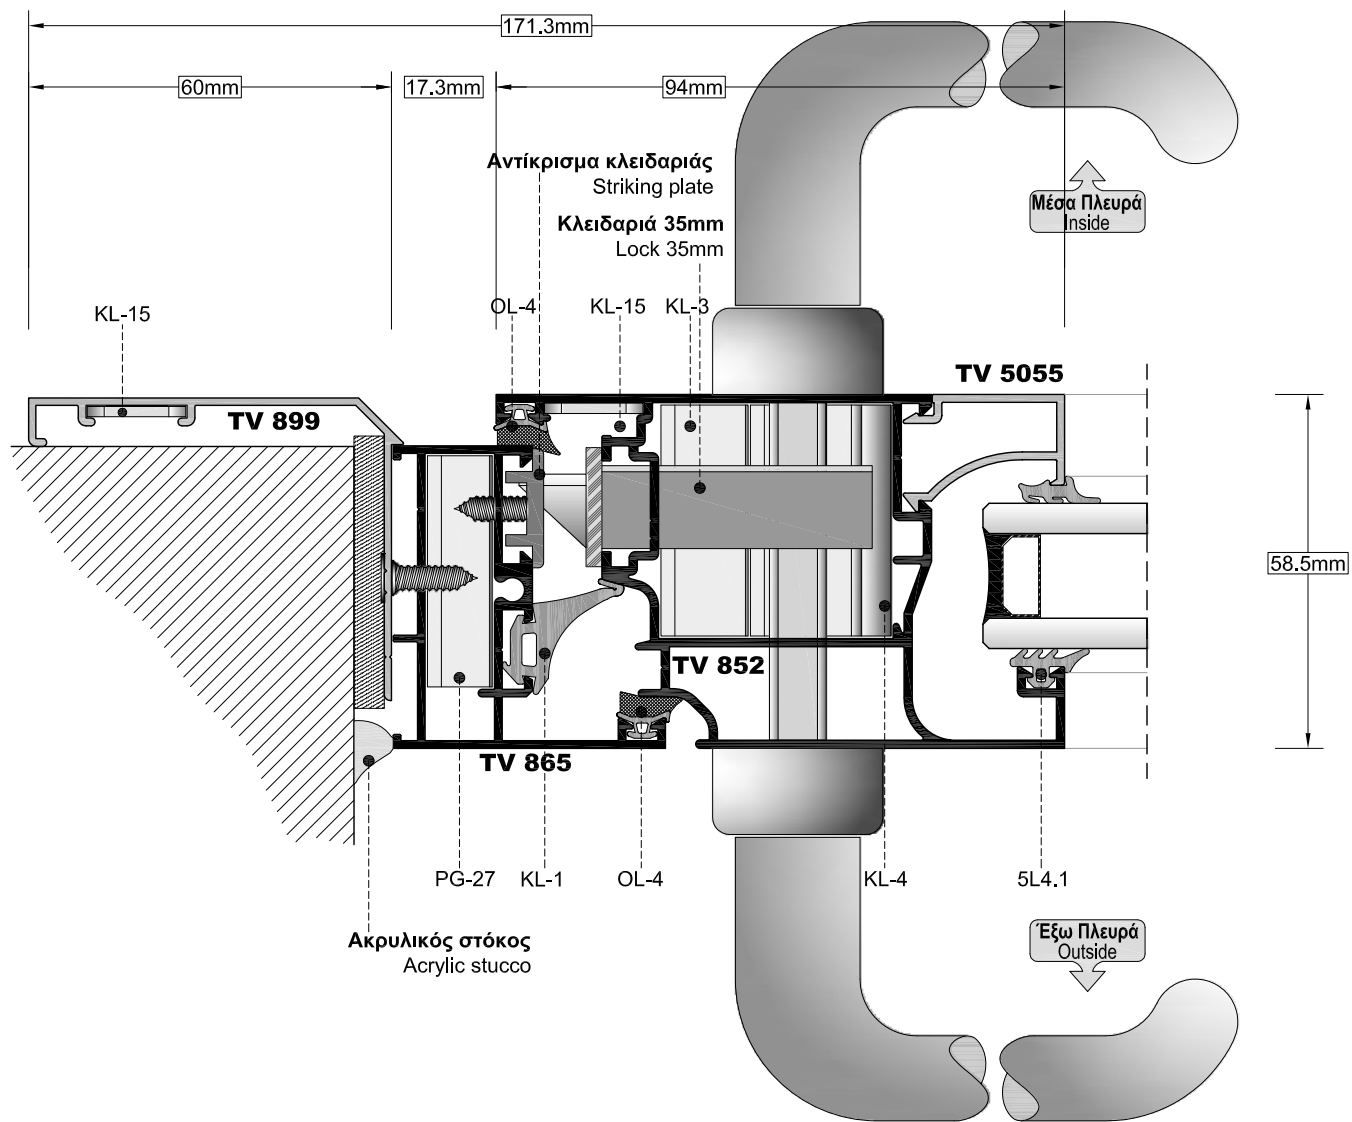 171.3mm
60mm
17.3mm
94mm
Αντίκρισμα κλειδαριάς
Striking plate
Κλειδαριά 35mm
Lock 35mm
Μέσα Πλευρά
Inside
KL-15
OL-4
KL-15
KL-3
TV 5055
TV 899
58.5mm
TV 852
TV 865
PG-27
KL-1
OL-4
KL-4
5L4.1
Ακρυλικός στόκος
Acrylic stucco
Έξω Πλευρά
Outside